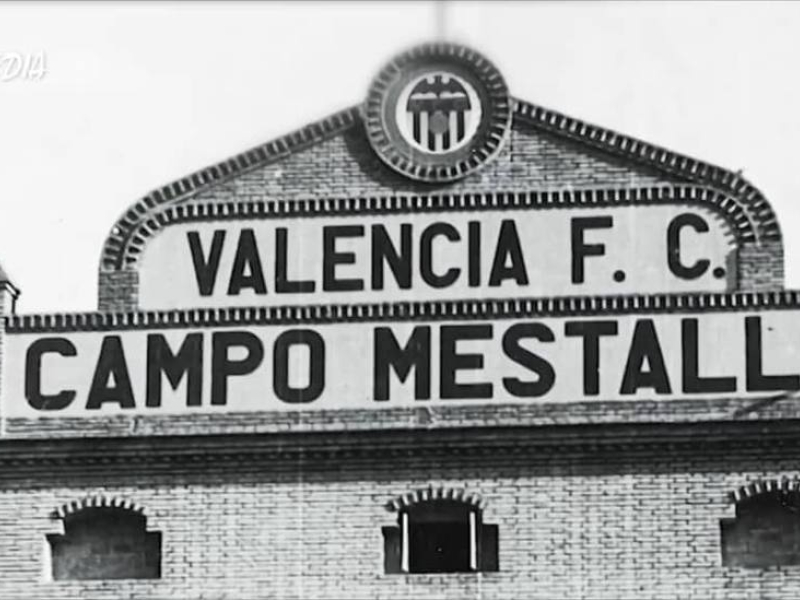 DIA
VALENCIA F. C.
CAMPO MESTALL